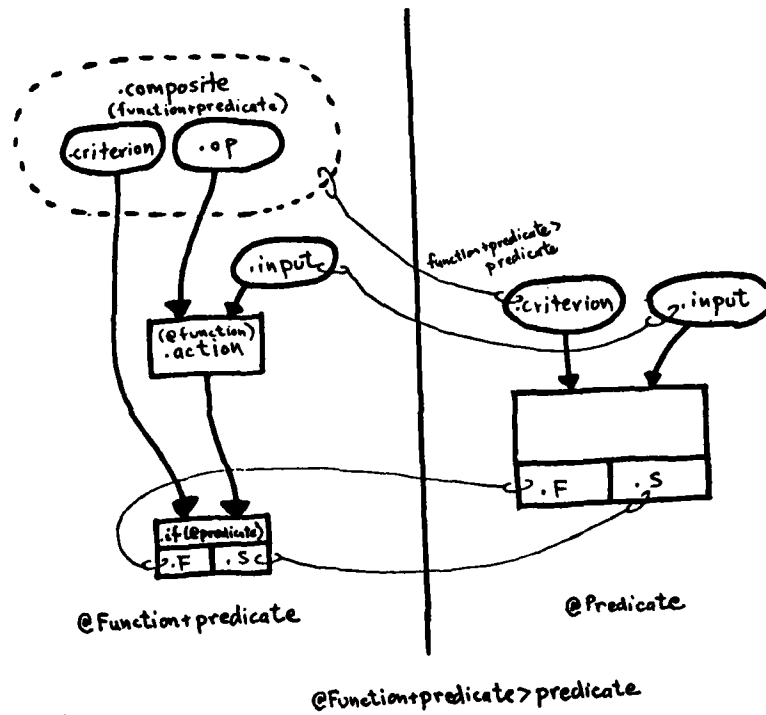 .composite
(function+predicate)
.criterion
.op
.input
(@function)
.action
.if(@predicate)
.F
.S
@Function+predicate
function+predicate>
predicate
.criterion
.input
.F
.S
@Predicate
@Function+predicate>predicate